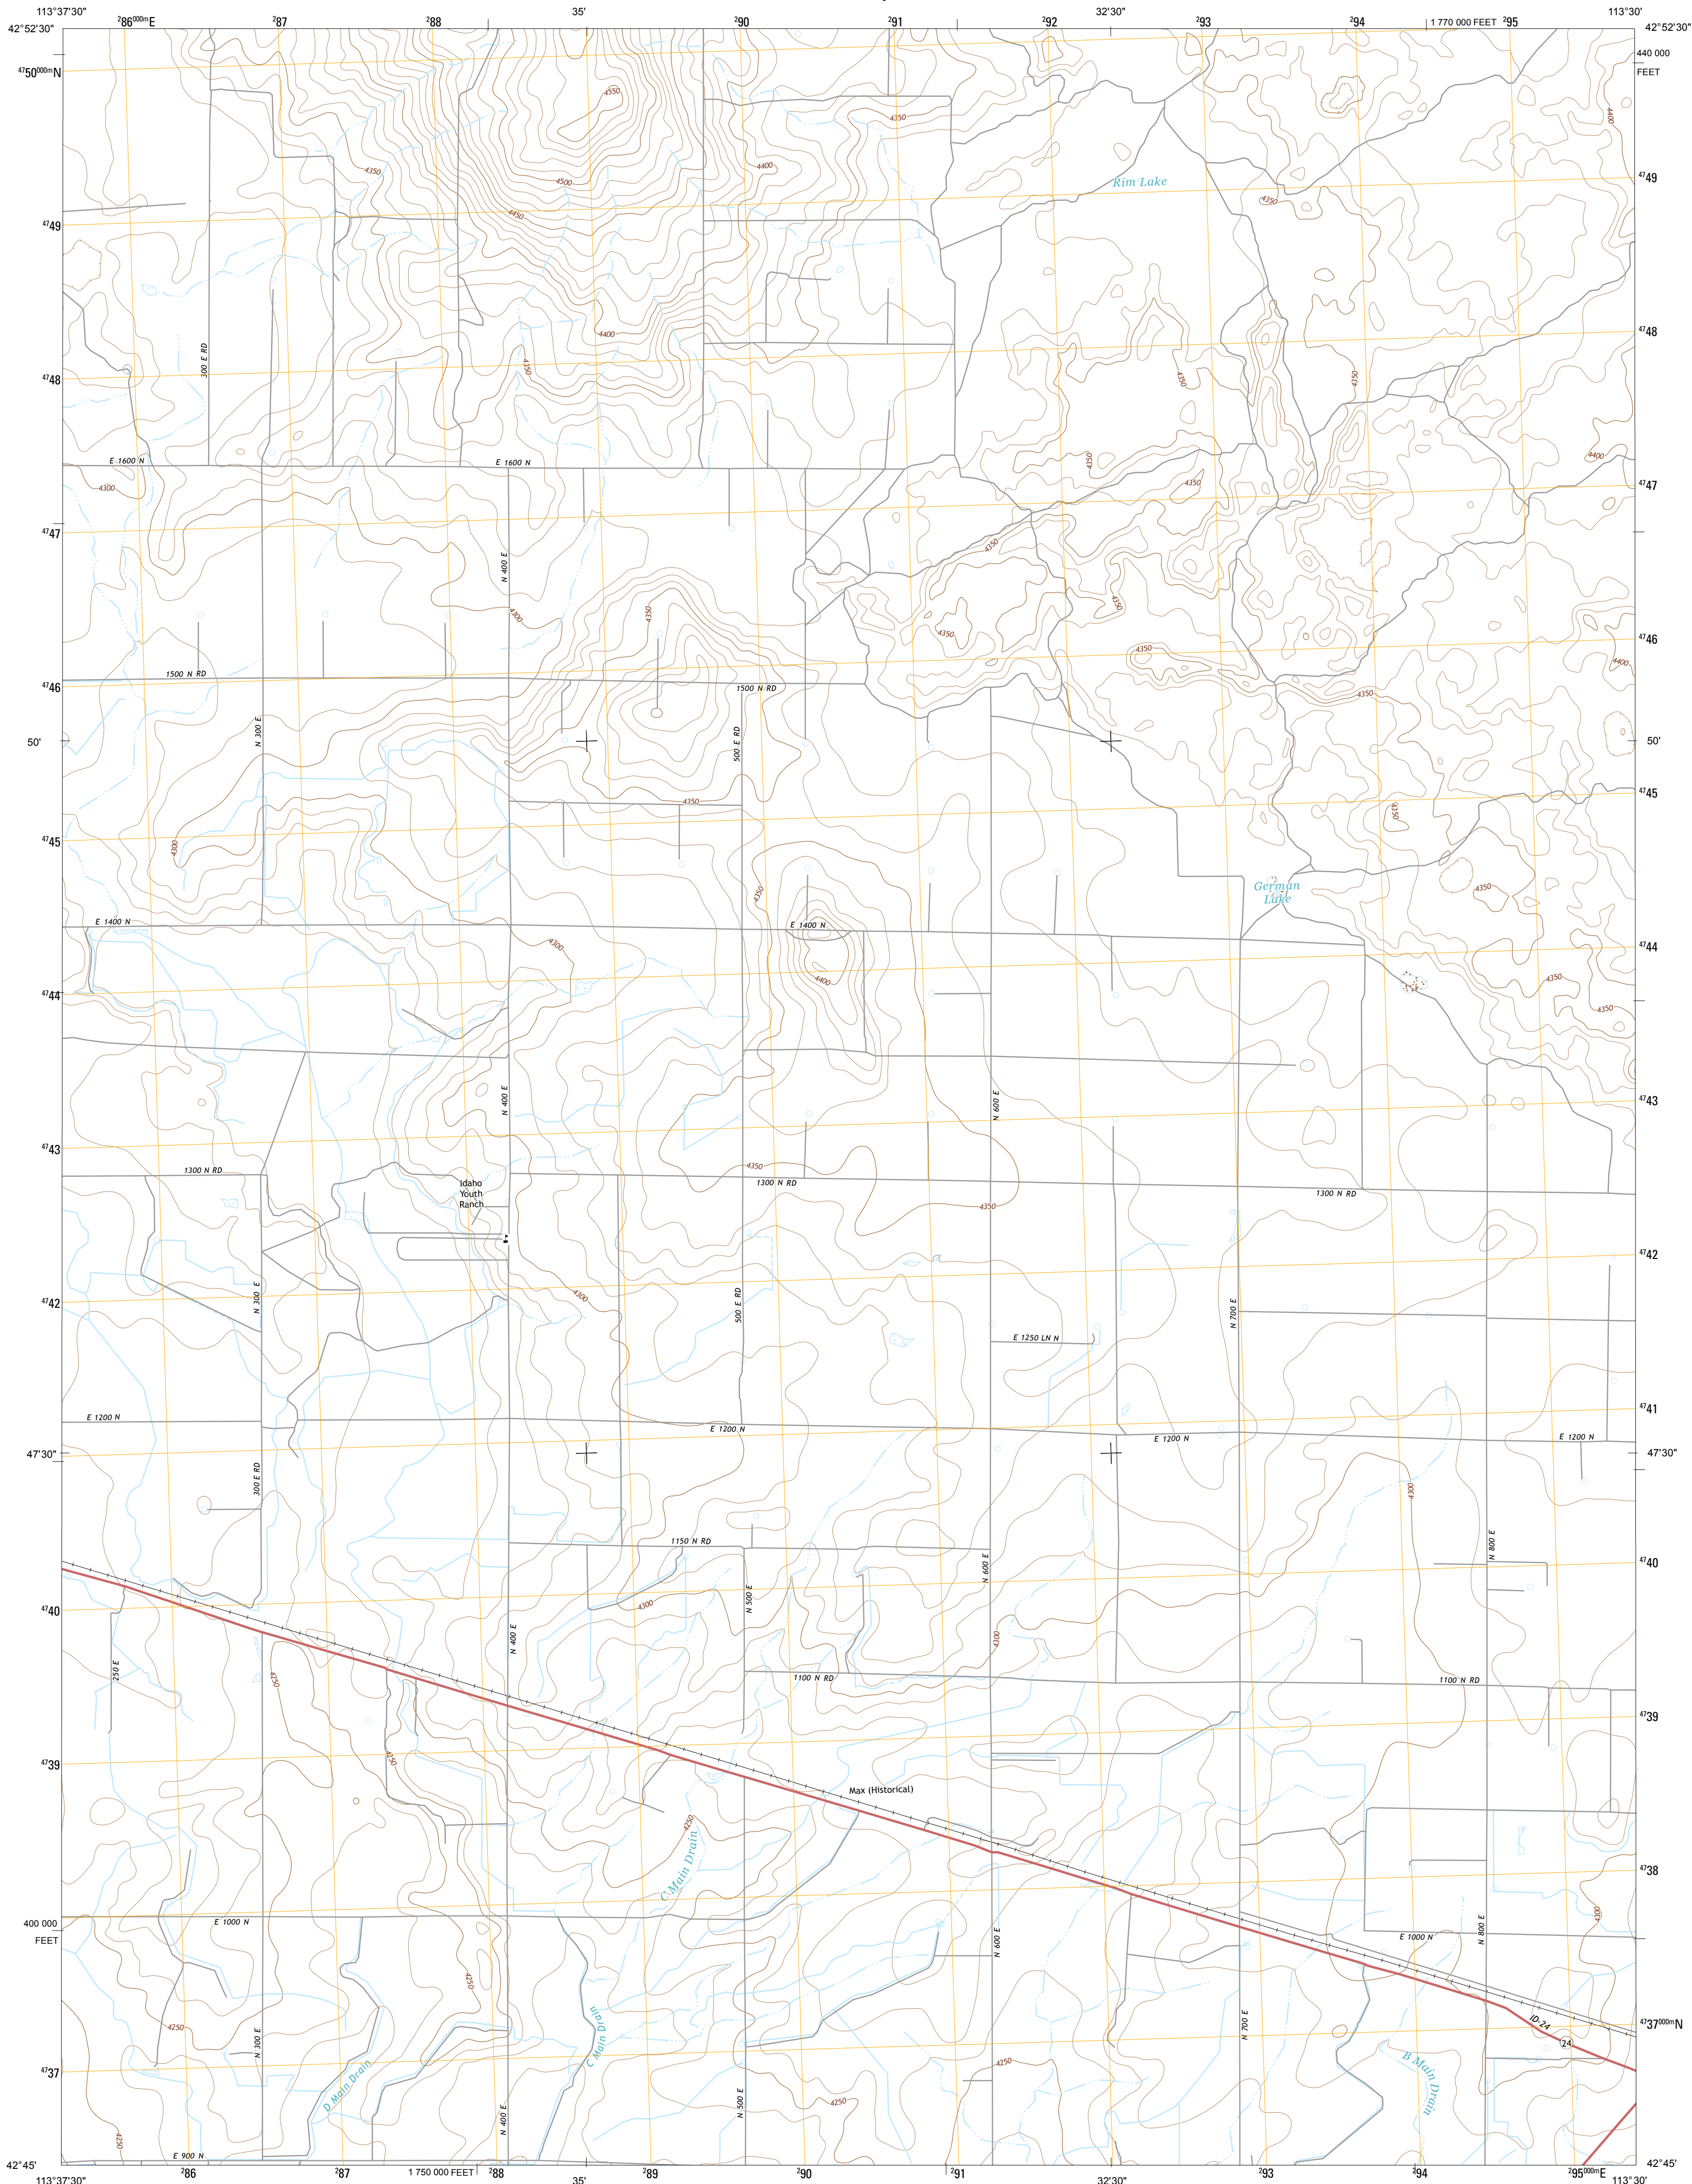 113°37'30"
²86⁰⁰⁰ᵐE
²87
²88
35'
²90
²91
²92
32'30"
²93
²94
1 770 000 FEET
²95
113°30'
42°52'30"
42°52'30"
⁴⁷50⁰⁰⁰ᵐN
440 000
FEET
4550
4350
4400
4400
4350
4500
Rim Lake
⁴⁷49
4350
4450
⁴⁷49
4400
⁴⁷48
300 E RD
4350
4350
4350
⁴⁷48
E 1600 N
E 1600 N
4350
4400
4300
4350
⁴⁷47
⁴⁷47
4350
N 400 E
4350
4300
4350
4350
⁴⁷46
4350
4400
1500 N RD
1500 N RD
4350
⁴⁷46
N 300 E
500 E RD
50'
50'
4350
⁴⁷45
4350
⁴⁷45
4300
4350
German
Lake
4350
E 1400 N
E 1400 N
4300
⁴⁷44
4400
4350
⁴⁷44
4350
N 400 E
N 600 E
⁴⁷43
⁴⁷43
1300 N RD
4350
Idaho
Youth
Ranch
1300 N RD
1300 N RD
4350
⁴⁷42
N 300 E
4300
500 E RD
N 700 E
⁴⁷42
E 1250 LN N
⁴⁷41
E 1200 N
E 1200 N
E 1200 N
E 1200 N
47'30"
47'30"
300 E RD
4300
1150 N RD
N 800 E
N 600 E
⁴⁷40
N 500 E
4300
⁴⁷40
N 400 E
4300
250 E
4250
1100 N RD
1100 N RD
⁴⁷39
4250
⁴⁷39
Max (Historical)
4250
C Main Drain
⁴⁷38
400 000
FEET
E 1000 N
4300
N 800 E
E 1000 N
N 600 E
4250
4250
N 300 E
C Main Drain
N 700 E
ID-24
24
⁴⁷37⁰⁰⁰ᵐN
⁴⁷37
D Main Drain
4250
B Main Drain
4250
N 500 E
N 400 E
4250
E 900 N
42°45'
42°45'
113°37'30"
²86
²87
1 750 000 FEET
²88
35'
²89
²90
²91
32'30"
²93
²94
²95⁰⁰⁰ᵐE
113°30'